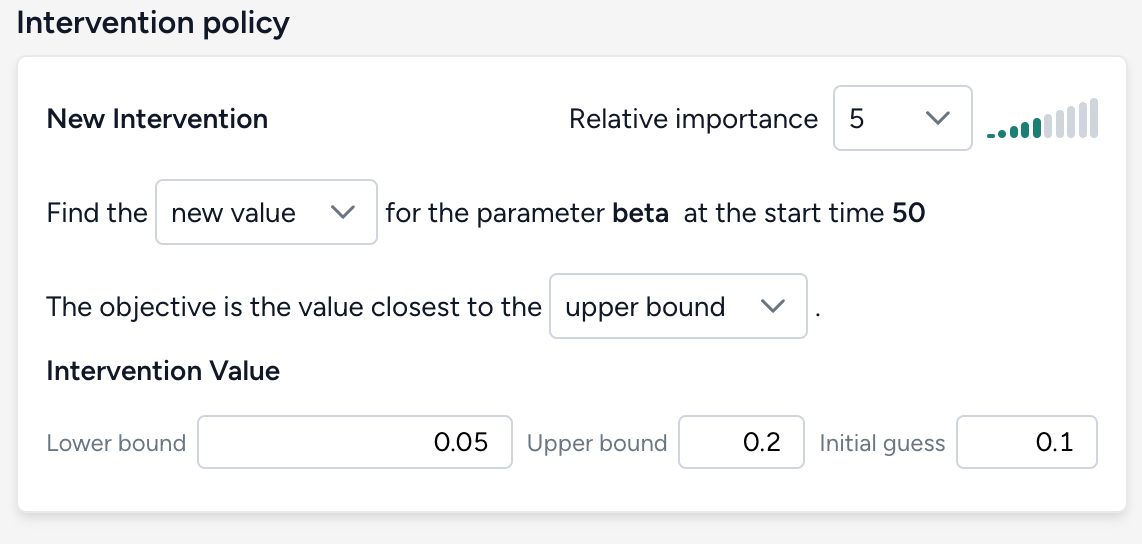 Intervention policy
New Intervention Relative importance 5
Find the new value for the parameter beta at the start time 50
The objective is the value closest to the upper bound .
Intervention Value
Lower bound 0.05 Upper bound 0.2 Initial guess 0.1